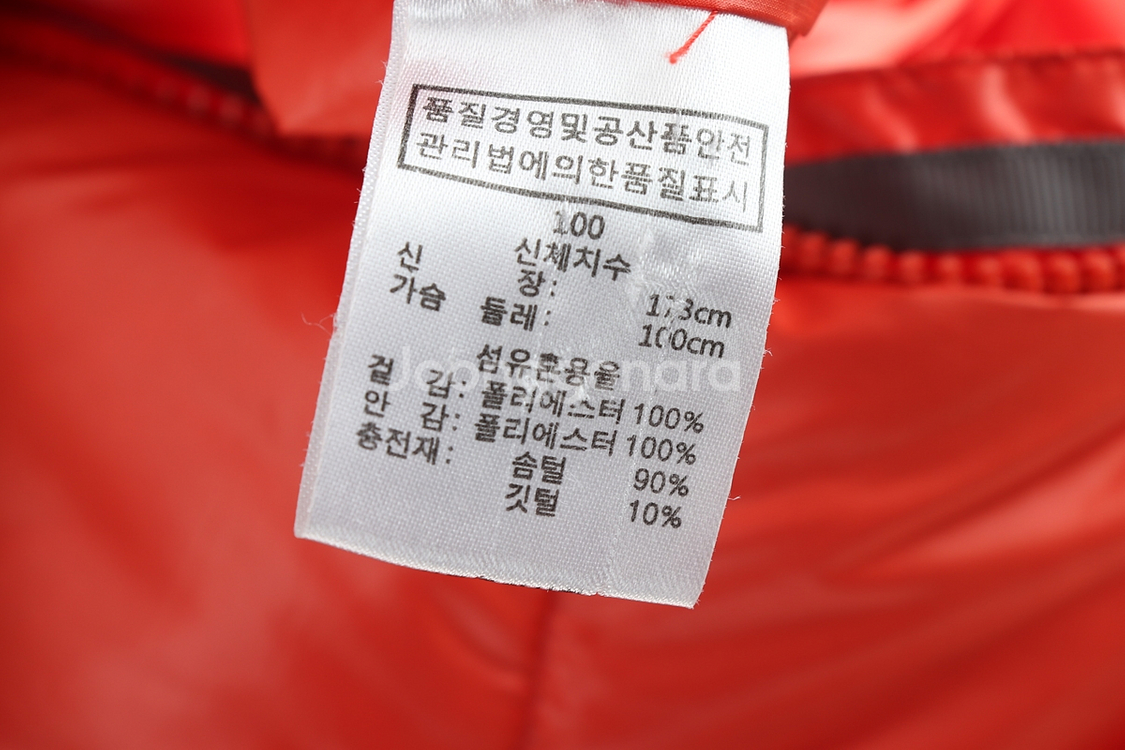 품질경영및공산품안전
관리법에의한품질표시
100
신체치수
신 장: 173cm
가슴 둘레: 100cm
섬유혼용율
겉 감: 폴리에스터 100%
안 감: 폴리에스터 100%
충전재: 솜털 90%
깃털 10%
Joongonara